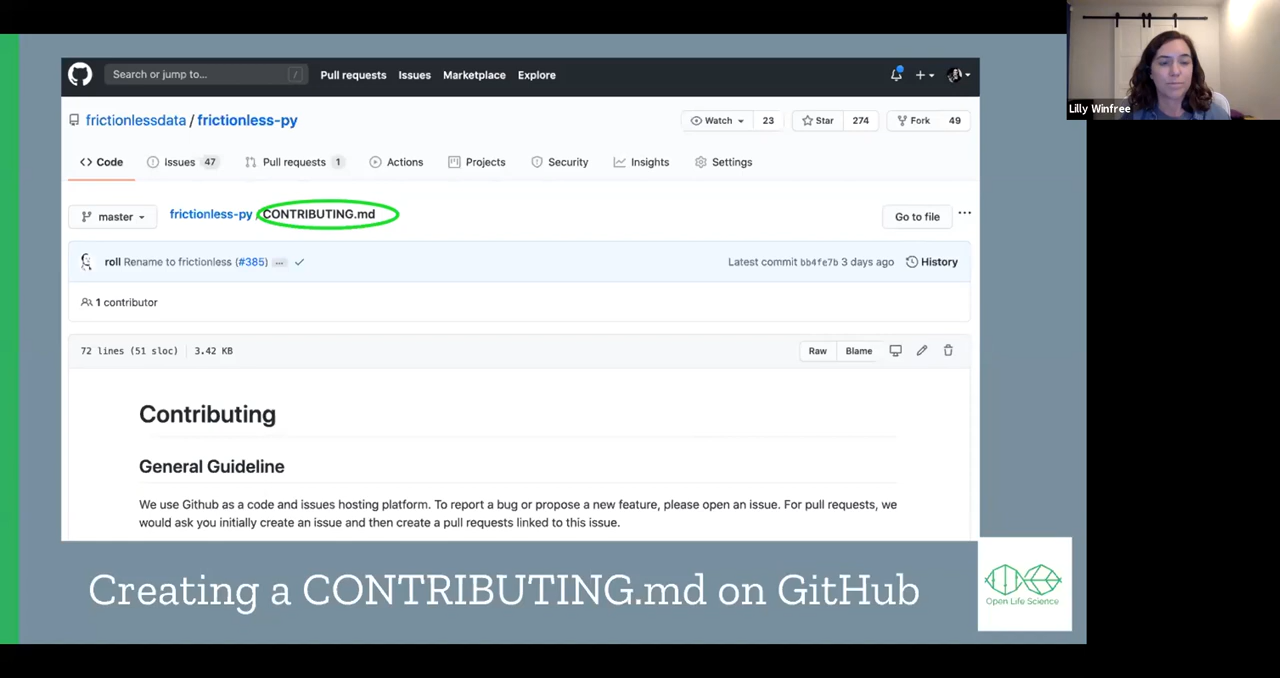 Search or jump to... /
Pull requests Issues Marketplace Explore
Lilly Winfree
frictionlessdata / frictionless-py
Watch 23 Star 274 Fork 49
Code Issues 47 Pull requests 1 Actions Projects Security Insights Settings
master frictionless-py / CONTRIBUTING.md Go to file ...
roll Rename to frictionless (#385) ... Latest commit bb4fe7b 3 days ago History
1 contributor
72 lines (51 sloc) 3.42 KB Raw Blame
Contributing
General Guideline
We use Github as a code and issues hosting platform. To report a bug or propose a new feature, please open an issue. For pull requests, we
would ask you initially create an issue and then create a pull requests linked to this issue.
Creating a CONTRIBUTING.md on GitHub
Open Life Science